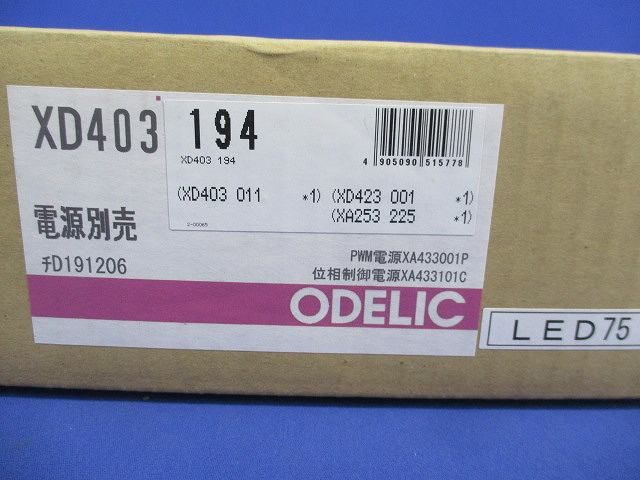 XD403 194
XD403 194
4 905090 515778
(XD403 011 *1) (XD423 001 *1)
(XA253 225 *1)
2-00065
電源別売
チD191206
PWM電源XA433001P
位相制御電源XA433101C
ODELIC
LED75